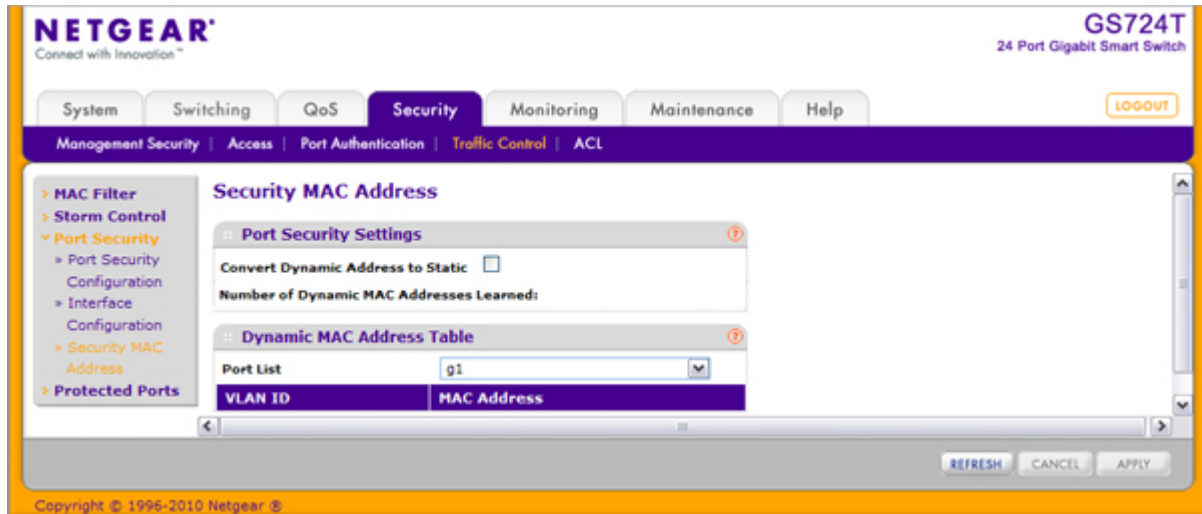 NETGEAR®
Connect with Innovation™
GS724T
24 Port Gigabit Smart Switch
System
Switching
QoS
Security
Monitoring
Maintenance
Help
LOGOUT
Management Security | Access | Port Authentication | Traffic Control | ACL
MAC Filter
Storm Control
Port Security
» Port Security
Configuration
» Interface
Configuration
» Security MAC
Address
Protected Ports
Security MAC Address
:: Port Security Settings ?
Convert Dynamic Address to Static
Number of Dynamic MAC Addresses Learned:
:: Dynamic MAC Address Table ?
Port List g1
VLAN ID MAC Address
REFRESH CANCEL APPLY
Copyright © 1996-2010 Netgear ®